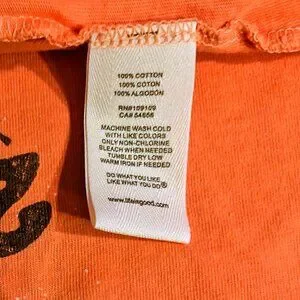 100% COTTON
100% COTON
100% ALGODÓN
RN#109109
CA# 54656
MACHINE WASH COLD
WITH LIKE COLORS
ONLY NON-CHLORINE
BLEACH WHEN NEEDED
TUMBLE DRY LOW
WARM IRON IF NEEDED
DO WHAT YOU LIKE
LIKE WHAT YOU DO®
www.lifeisgood.com